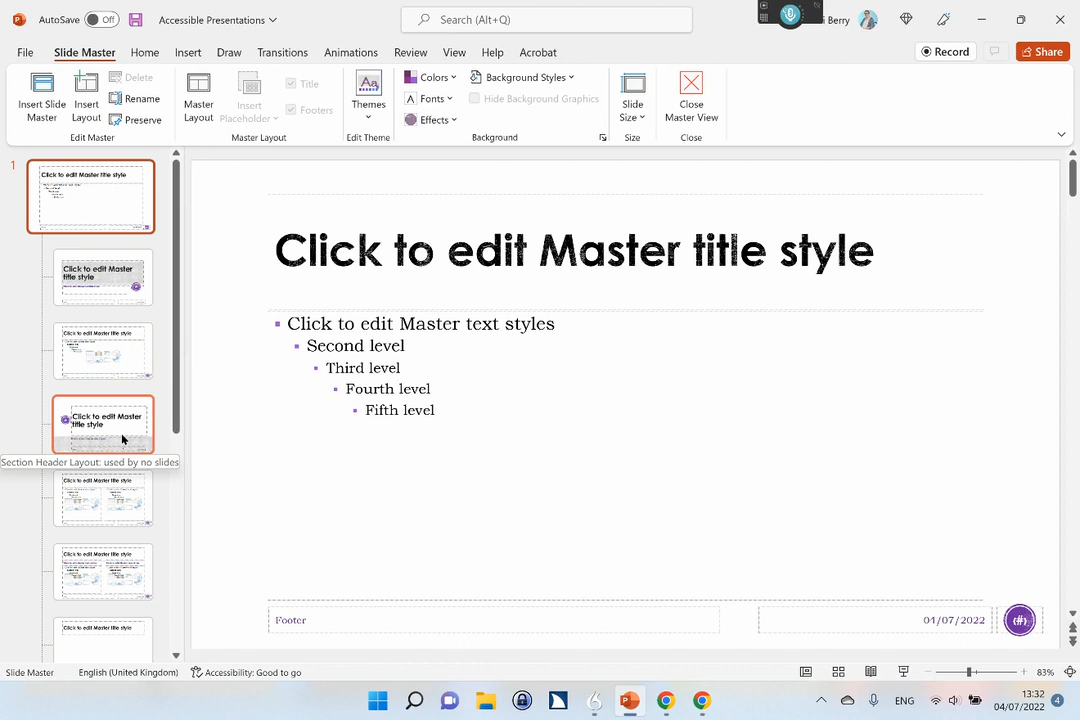 AutoSave Off Accessible Presentations Search (Alt+Q) Berry
File Slide Master Home Insert Draw Transitions Animations Review View Help Acrobat Record Share
Insert Slide Master
Insert Layout
Delete
Rename
Preserve
Edit Master
Master Layout
Insert Placeholder
Title
Footers
Master Layout
Aa
Themes
Edit Theme
Colors
Fonts
Effects
Background Styles
Hide Background Graphics
Background
Slide Size
Size
Close Master View
Close
1
Click to edit Master title style
Click to edit Master
title style
Click to edit Master title style
Click to edit Master
title style
Section Header Layout: used by no slides
Click to edit Master title style
Click to edit Master title style
Click to edit Master title style
Click to edit Master title style
Click to edit Master text styles
Second level
Third level
Fourth level
Fifth level
Footer
04/07/2022
‹#›
Slide Master English (United Kingdom) Accessibility: Good to go 83%
ENG
13:32
04/07/2022
4